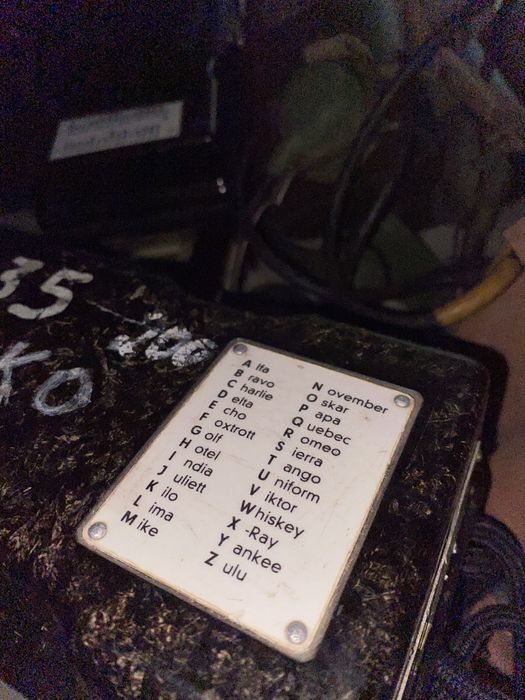 35
KO
A lfa
B ravo
C harlie
D elta
E cho
F oxtrott
G olf
H otel
I ndia
J uliett
K ilo
L ima
M ike
N ovember
O skar
P apa
Q uebec
R omeo
S ierra
T ango
U niform
V iktor
W hiskey
X -Ray
Y ankee
Z ulu